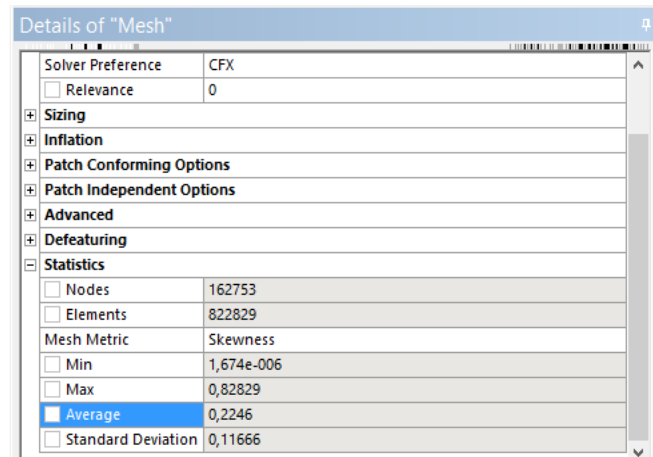 Details of "Mesh"
Solver Preference CFX
Relevance 0
Sizing
Inflation
Patch Conforming Options
Patch Independent Options
Advanced
Defeaturing
Statistics
Nodes 162753
Elements 822829
Mesh Metric Skewness
Min 1,674e-006
Max 0,82829
Average 0,2246
Standard Deviation 0,11666